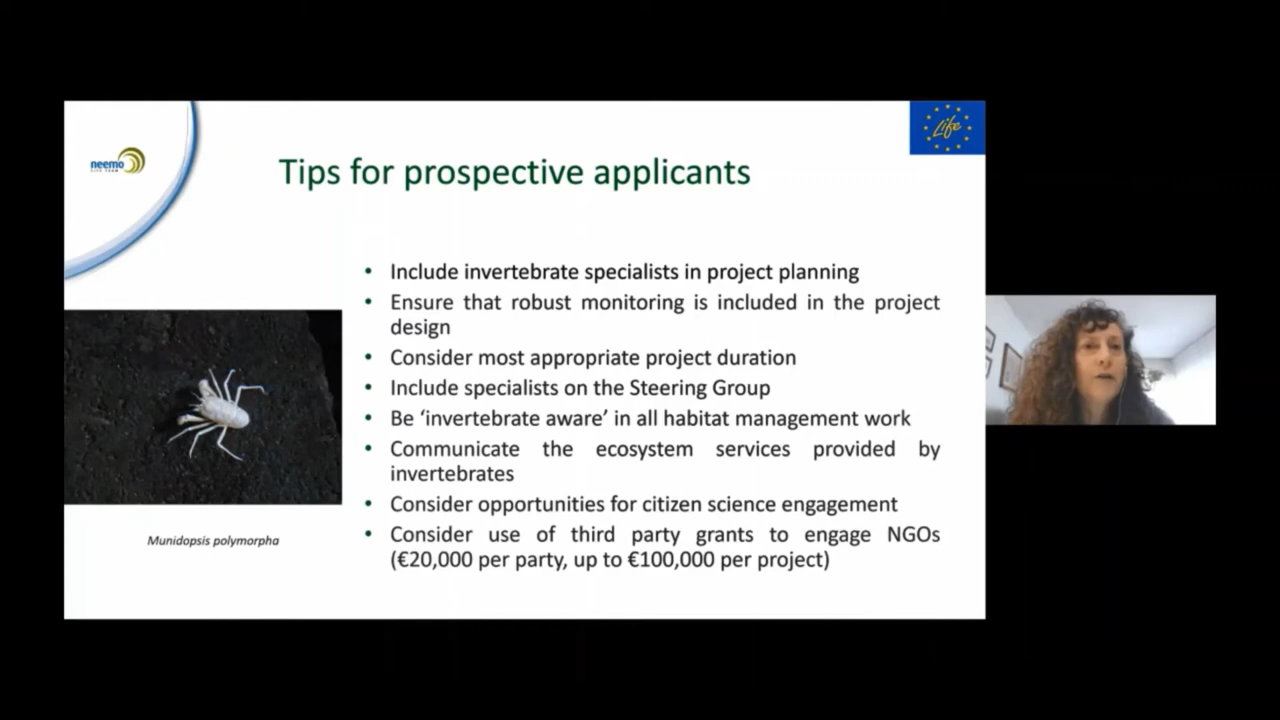 neemo
LIFE TEAM
Life
Tips for prospective applicants
• Include invertebrate specialists in project planning
• Ensure that robust monitoring is included in the project
design
• Consider most appropriate project duration
• Include specialists on the Steering Group
• Be ‘invertebrate aware’ in all habitat management work
• Communicate the ecosystem services provided by
invertebrates
• Consider opportunities for citizen science engagement
• Consider use of third party grants to engage NGOs
(€20,000 per party, up to €100,000 per project)
Munidopsis polymorpha